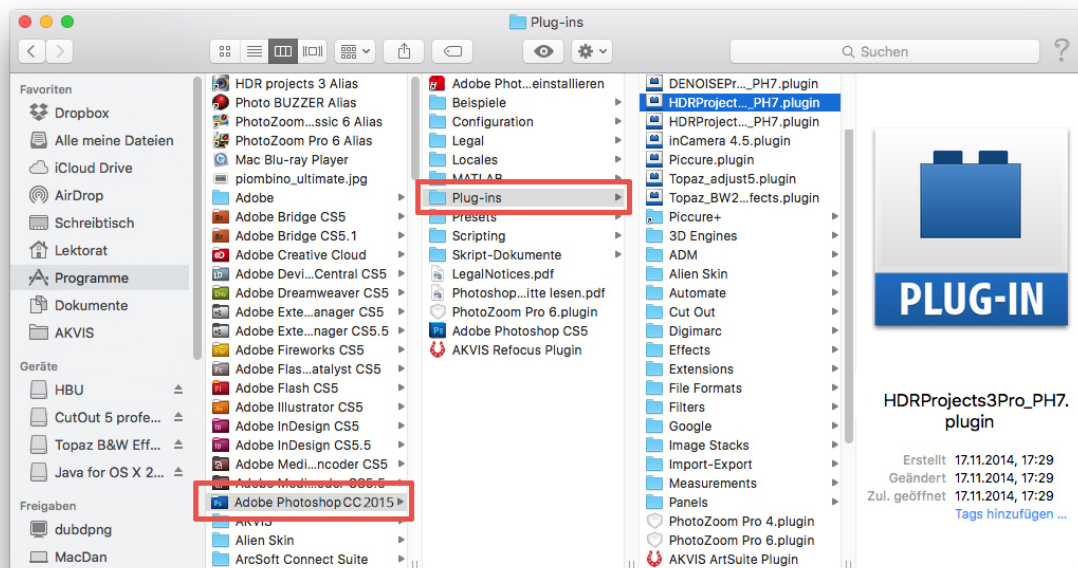 Plug-ins
Suchen
?
Favoriten
Dropbox
Alle meine Dateien
iCloud Drive
AirDrop
Schreibtisch
Lektorat
Programme
Dokumente
AKVIS
Geräte
HBU
CutOut 5 profe...
Topaz B&W Eff...
Java for OS X 2...
Freigaben
dubdpng
MacDan
HDR projects 3 Alias
Photo BUZZER Alias
PhotoZoom...ssic 6 Alias
PhotoZoom Pro 6 Alias
Mac Blu-ray Player
piombino_ultimate.jpg
Adobe
Adobe Bridge CS5
Adobe Bridge CS5.1
Adobe Creative Cloud
Adobe Devi...Central CS5
Adobe Dreamweaver CS5
Adobe Exte...anager CS5
Adobe Exte...nager CS5.5
Adobe Fireworks CS5
Adobe Flas...atalyst CS5
Adobe Flash CS5
Adobe Illustrator CS5
Adobe InDesign CS5
Adobe InDesign CS5.5
Adobe Medi...ncoder CS5
Adobe Medi...oder CS5.5
Adobe Photoshop CC 2015
AKVIS
Alien Skin
ArcSoft Connect Suite
Adobe Phot...einstallieren
Beispiele
Configuration
Legal
Locales
MATLAB
Plug-ins
Presets
Scripting
Skript-Dokumente
LegalNotices.pdf
Photoshop...itte lesen.pdf
PhotoZoom Pro 6.plugin
Adobe Photoshop CS5
AKVIS Refocus Plugin
DENOISEPr..._PH7.plugin
HDRProject..._PH7.plugin
HDRProject..._PH7.plugin
inCamera 4.5.plugin
Piccure.plugin
Topaz_adjust5.plugin
Topaz_BW2...fects.plugin
Piccure+
3D Engines
ADM
Alien Skin
Automate
Cut Out
Digimarc
Effects
Extensions
File Formats
Filters
Google
Image Stacks
Import-Export
Measurements
Panels
PhotoZoom Pro 4.plugin
PhotoZoom Pro 6.plugin
AKVIS ArtSuite Plugin
PLUG-IN
HDRProjects3Pro_PH7.
plugin
Erstellt 17.11.2014, 17:29
Geändert 17.11.2014, 17:29
Zul. geöffnet 17.11.2014, 17:29
Tags hinzufügen ...